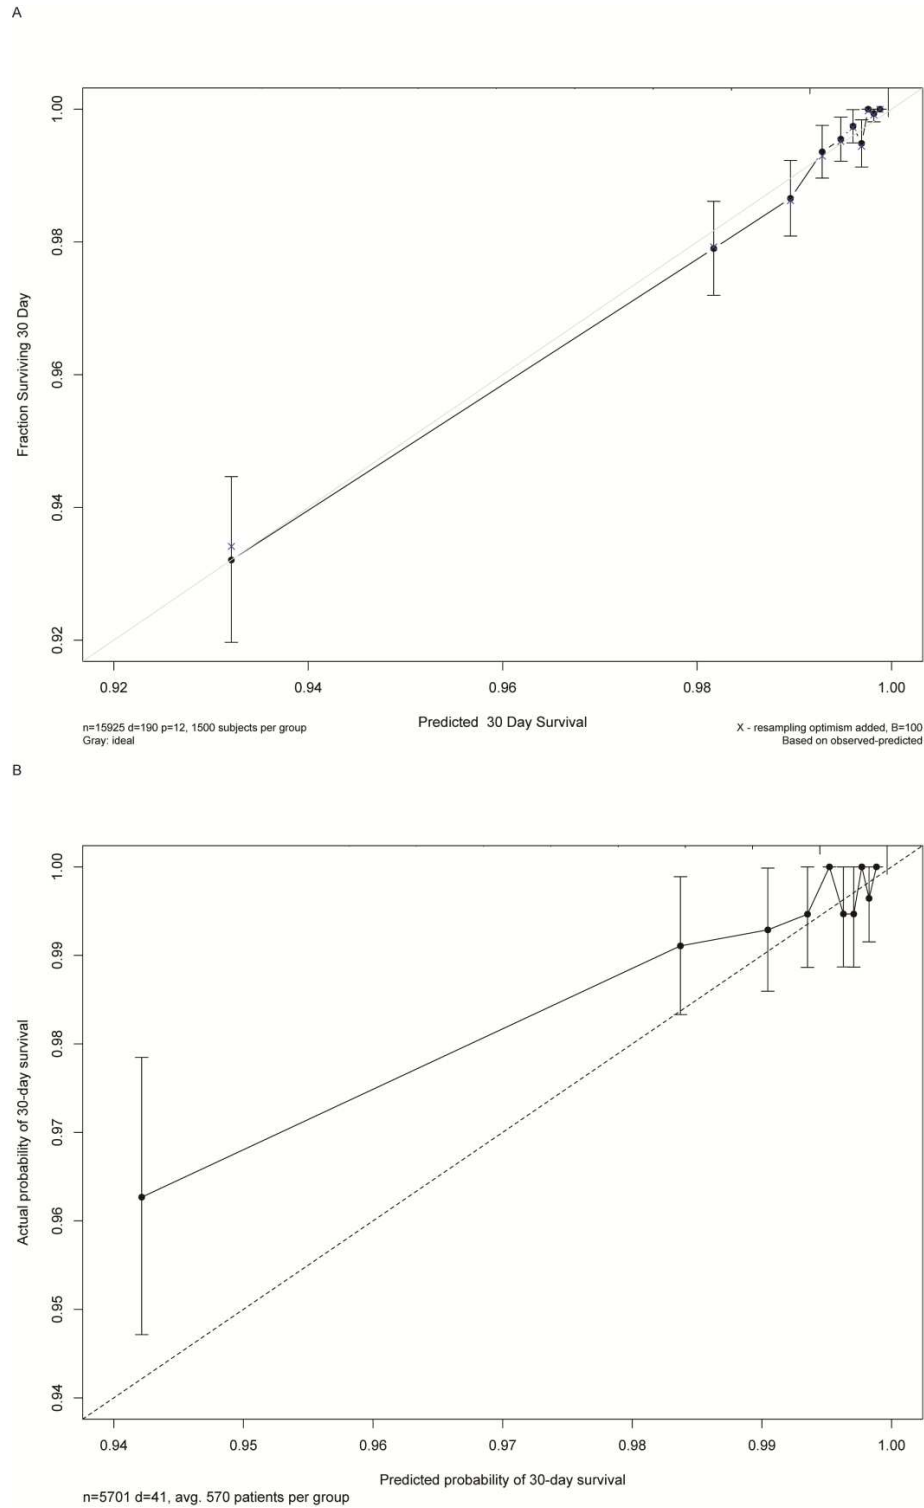 A
1.00
0.98
0.96
0.94
0.92
Fraction Surviving 30 Day
0.92 0.94 0.96 0.98 1.00
Predicted 30 Day Survival
n=15925 d=190 p=12, 1500 subjects per group
Gray: ideal
X - resampling optimism added, B=100
Based on observed-predicted
B
1.00
0.99
0.98
0.97
0.96
0.95
0.94
Actual probability of 30-day survival
0.94 0.95 0.96 0.97 0.98 0.99 1.00
Predicted probability of 30-day survival
n=5701 d=41, avg. 570 patients per group